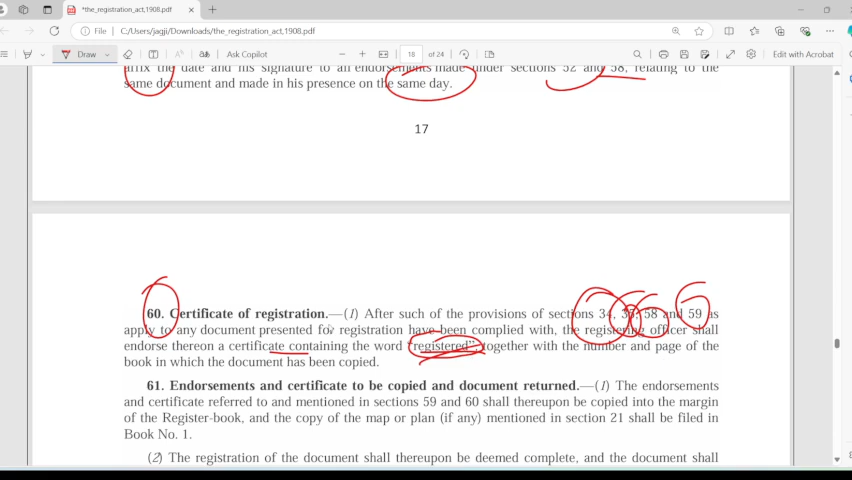 *the_registration_act,1908.pdf
File C:/Users/jagji/Downloads/the_registration_act,1908.pdf
Draw Ask Copilot 18 of 24 Edit with Acrobat
affix the date and his signature to all endorsements made under sections 52 and 58, relating to the
same document and made in his presence on the same day.
17
60. Certificate of registration.—(1) After such of the provisions of sections 34, 35, 58 and 59 as
apply to any document presented for registration have been complied with, the registering officer shall
endorse thereon a certificate containing the word “registered”, together with the number and page of the
book in which the document has been copied.
61. Endorsements and certificate to be copied and document returned.—(1) The endorsements
and certificate referred to and mentioned in sections 59 and 60 shall thereupon be copied into the margin
of the Register-book, and the copy of the map or plan (if any) mentioned in section 21 shall be filed in
Book No. 1.
(2) The registration of the document shall thereupon be deemed complete, and the document shall